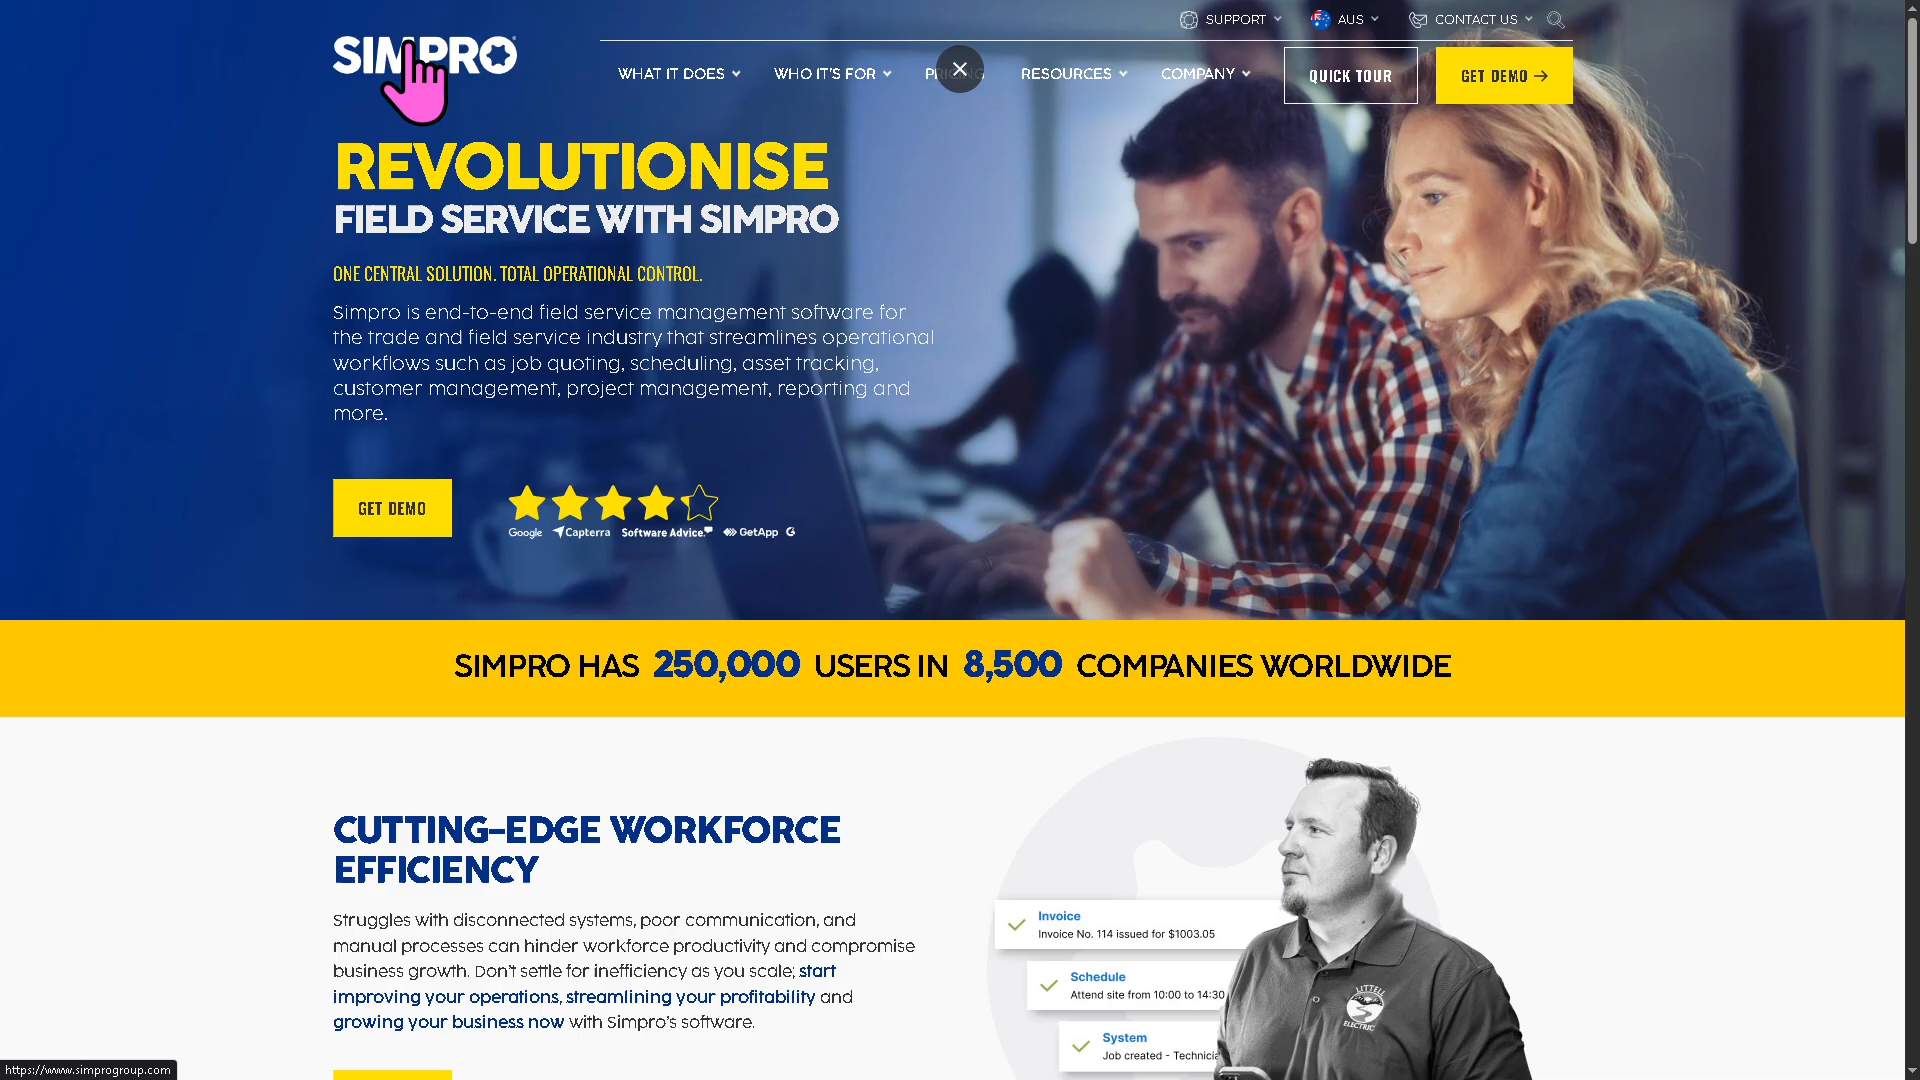 SUPPORT
AUS
CONTACT US
SIMPRO
WHAT IT DOES
WHO IT'S FOR
PRICING
RESOURCES
COMPANY
QUICK TOUR
GET DEMO →
REVOLUTIONISE
FIELD SERVICE WITH SIMPRO
ONE CENTRAL SOLUTION. TOTAL OPERATIONAL CONTROL.
Simpro is end-to-end field service management software for
the trade and field service industry that streamlines operational
workflows such as job quoting, scheduling, asset tracking,
customer management, project management, reporting and
more.
GET DEMO
Google Capterra Software Advice. GetApp
SIMPRO HAS 250,000 USERS IN 8,500 COMPANIES WORLDWIDE
CUTTING-EDGE WORKFORCE
EFFICIENCY
Struggles with disconnected systems, poor communication, and
manual processes can hinder workforce productivity and compromise
business growth. Don't settle for inefficiency as you scale; start
improving your operations, streamlining your profitability and
growing your business now with Simpro's software.
Invoice
Invoice No. 114 issued for $1003.05
Schedule
Attend site from 10:00 to 14:30
System
Job created - Technicia
LITTELL
ELECTRIC
https://www.simprogroup.com